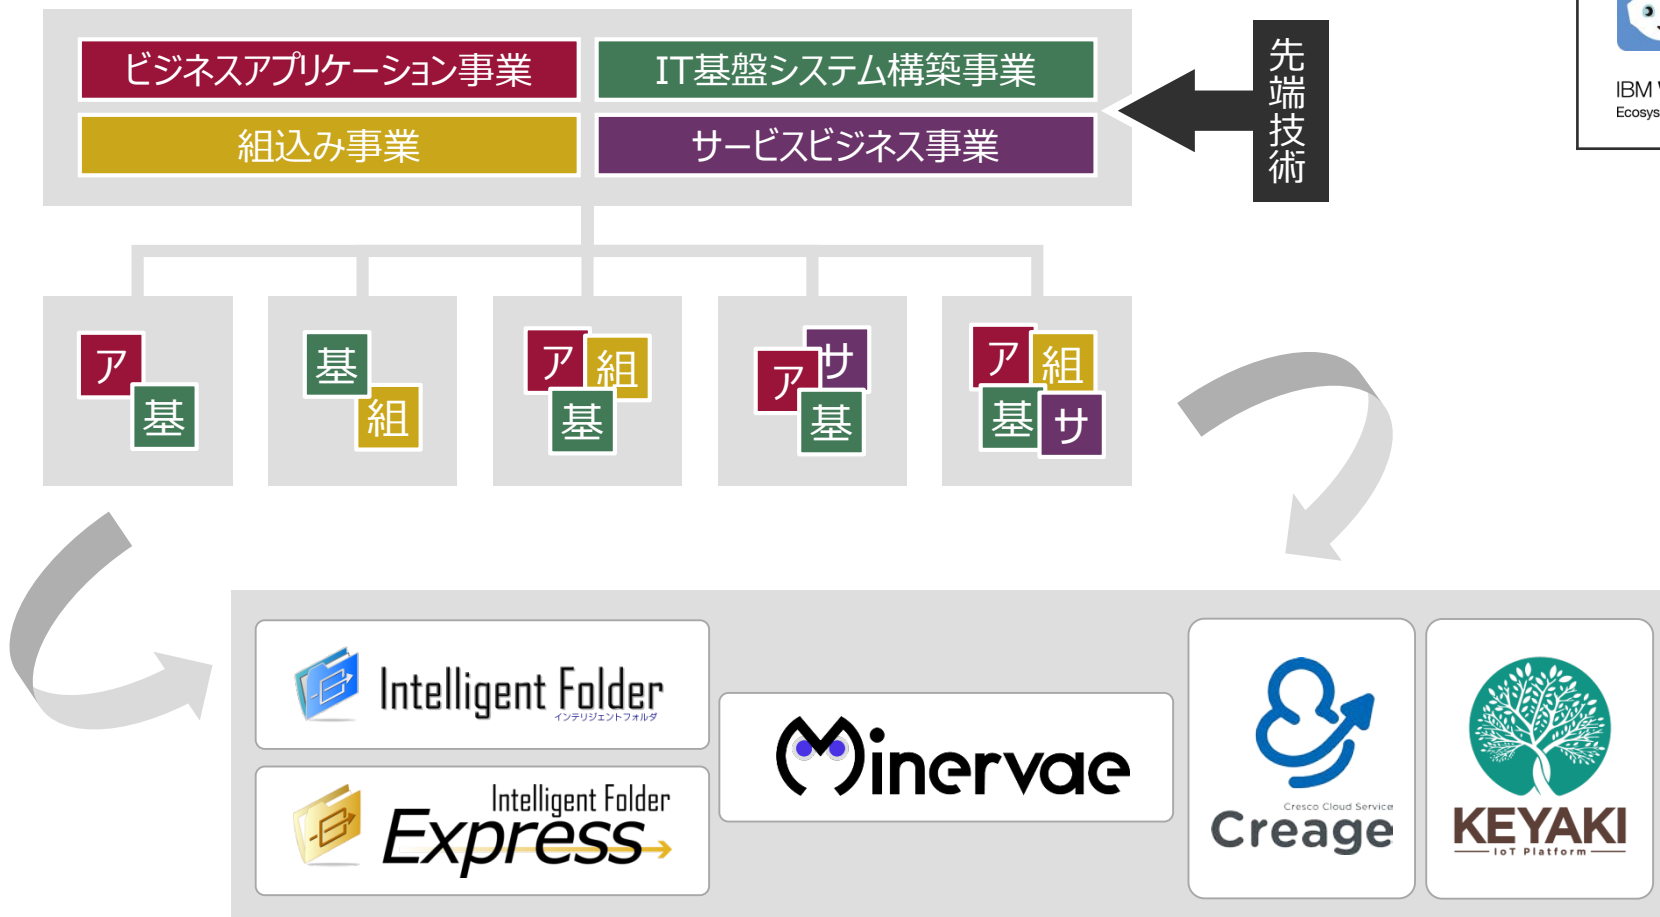 ビジネスアプリケーション事業
IT基盤システム構築事業
組込み事業
サービスビジネス事業
先端技術
IBM
ア
基
基
組
ア
組
基
サ
ア
基
ア
組
基
サ
Intelligent Folder
インテリジェントフォルダ
Intelligent Folder
Express
Minervae
Cresco Cloud Service
Creage
KEYAKI
IoT Platform